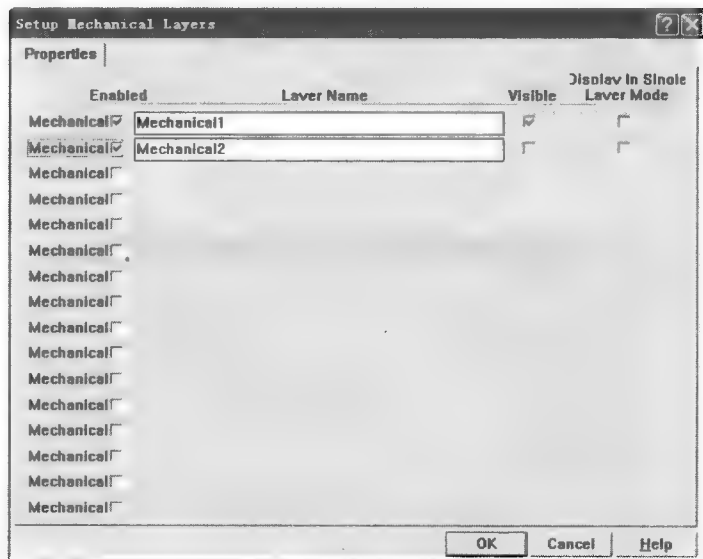 Setup Mechanical Layers
Properties
Enabled Layer Name Visible Display In Single Layer Mode
Mechanical Mechanical1
Mechanical Mechanical2
Mechanical
Mechanical
Mechanical
Mechanical
Mechanical
Mechanical
Mechanical
Mechanical
Mechanical
Mechanical
Mechanical
Mechanical
Mechanical
Mechanical
OK Cancel Help